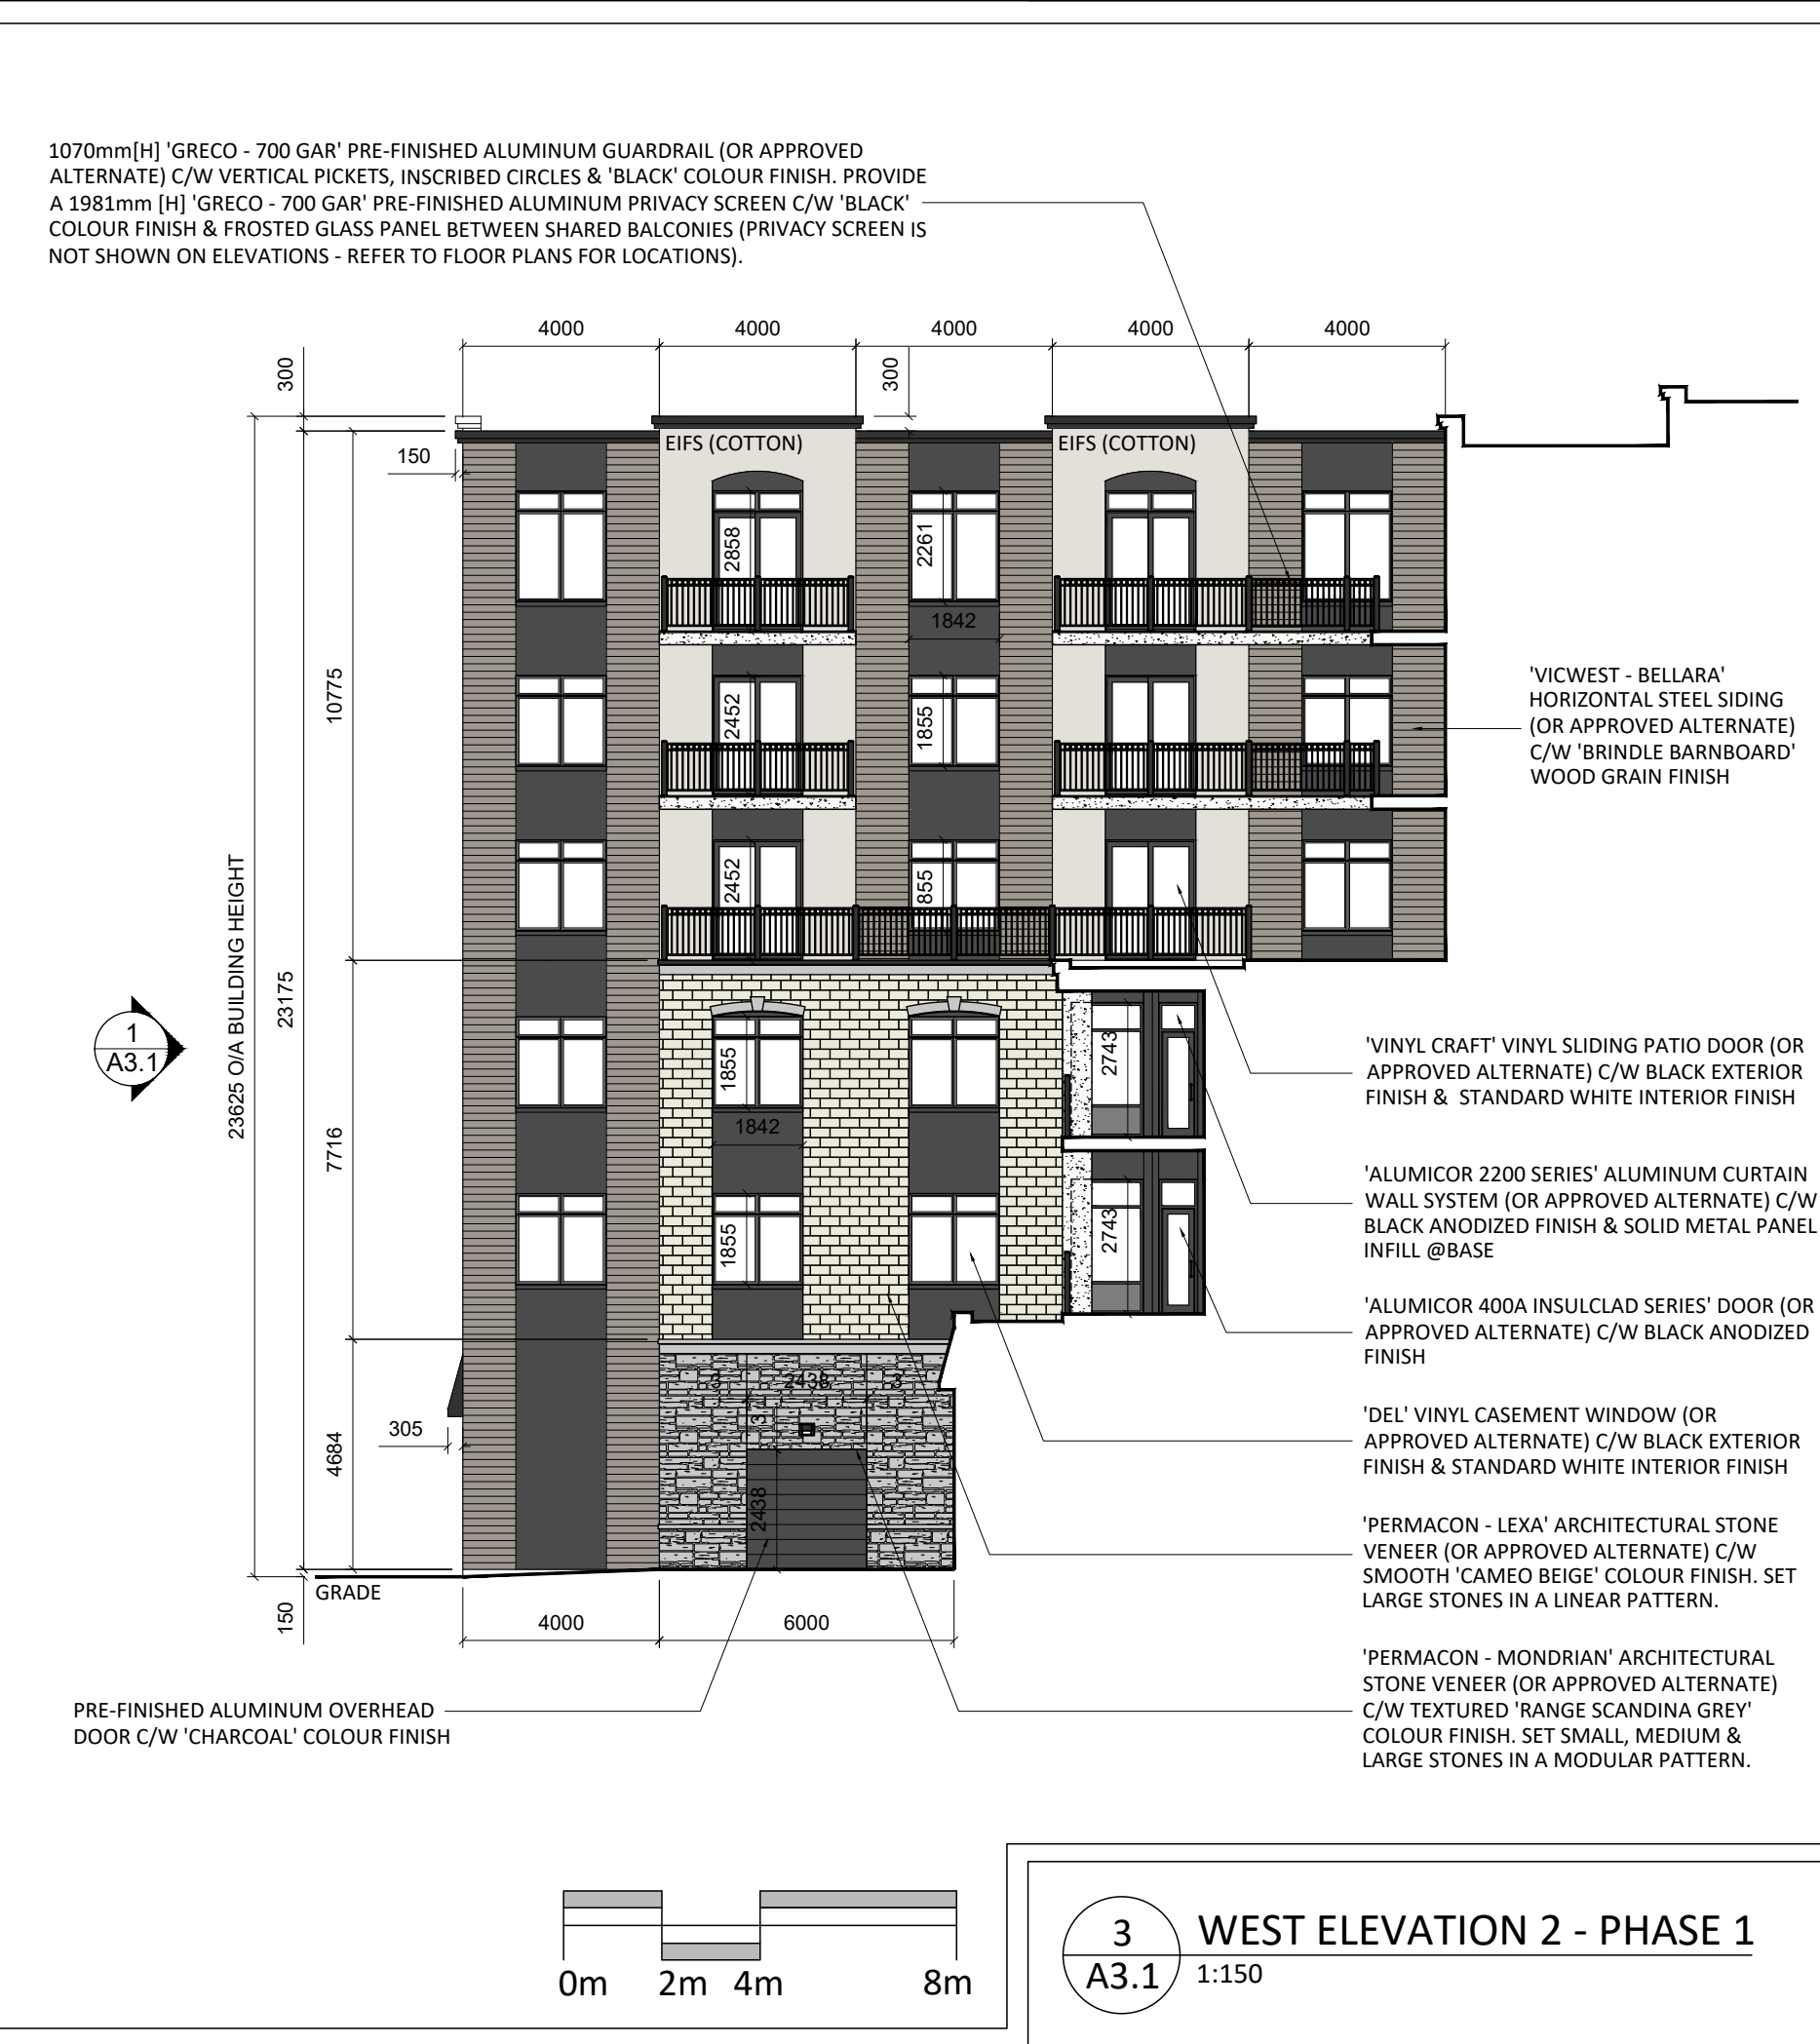 1070mm[H] 'GRECO - 700 GAR' PRE-FINISHED ALUMINUM GUARDRAIL (OR APPROVED
ALTERNATE) C/W VERTICAL PICKETS, INSCRIBED CIRCLES & 'BLACK' COLOUR FINISH. PROVIDE
A 1981mm [H] 'GRECO - 700 GAR' PRE-FINISHED ALUMINUM PRIVACY SCREEN C/W 'BLACK'
COLOUR FINISH & FROSTED GLASS PANEL BETWEEN SHARED BALCONIES (PRIVACY SCREEN IS
NOT SHOWN ON ELEVATIONS - REFER TO FLOOR PLANS FOR LOCATIONS).
4000 4000 4000 4000 4000
300
300
EIFS (COTTON)
EIFS (COTTON)
150
2858
2261
1842
10775
2452
1855
'VICWEST - BELLARA'
HORIZONTAL STEEL SIDING
(OR APPROVED ALTERNATE)
C/W 'BRINDLE BARNBOARD'
WOOD GRAIN FINISH
2452
855
23625 O/A BUILDING HEIGHT
23175
1
A3.1
7716
1855
1842
2743
1855
2743
'VINYL CRAFT' VINYL SLIDING PATIO DOOR (OR
APPROVED ALTERNATE) C/W BLACK EXTERIOR
FINISH & STANDARD WHITE INTERIOR FINISH
'ALUMICOR 2200 SERIES' ALUMINUM CURTAIN
WALL SYSTEM (OR APPROVED ALTERNATE) C/W
BLACK ANODIZED FINISH & SOLID METAL PANEL
INFILL @BASE
'ALUMICOR 400A INSULCLAD SERIES' DOOR (OR
APPROVED ALTERNATE) C/W BLACK ANODIZED
FINISH
3 2438 3
3
305
4684
2438
'DEL' VINYL CASEMENT WINDOW (OR
APPROVED ALTERNATE) C/W BLACK EXTERIOR
FINISH & STANDARD WHITE INTERIOR FINISH
'PERMACON - LEXA' ARCHITECTURAL STONE
VENEER (OR APPROVED ALTERNATE) C/W
SMOOTH 'CAMEO BEIGE' COLOUR FINISH. SET
LARGE STONES IN A LINEAR PATTERN.
GRADE
150
4000 6000
'PERMACON - MONDRIAN' ARCHITECTURAL
STONE VENEER (OR APPROVED ALTERNATE)
C/W TEXTURED 'RANGE SCANDINA GREY'
COLOUR FINISH. SET SMALL, MEDIUM &
LARGE STONES IN A MODULAR PATTERN.
PRE-FINISHED ALUMINUM OVERHEAD
DOOR C/W 'CHARCOAL' COLOUR FINISH
0m 2m 4m 8m
3
A3.1
WEST ELEVATION 2 - PHASE 1
1:150